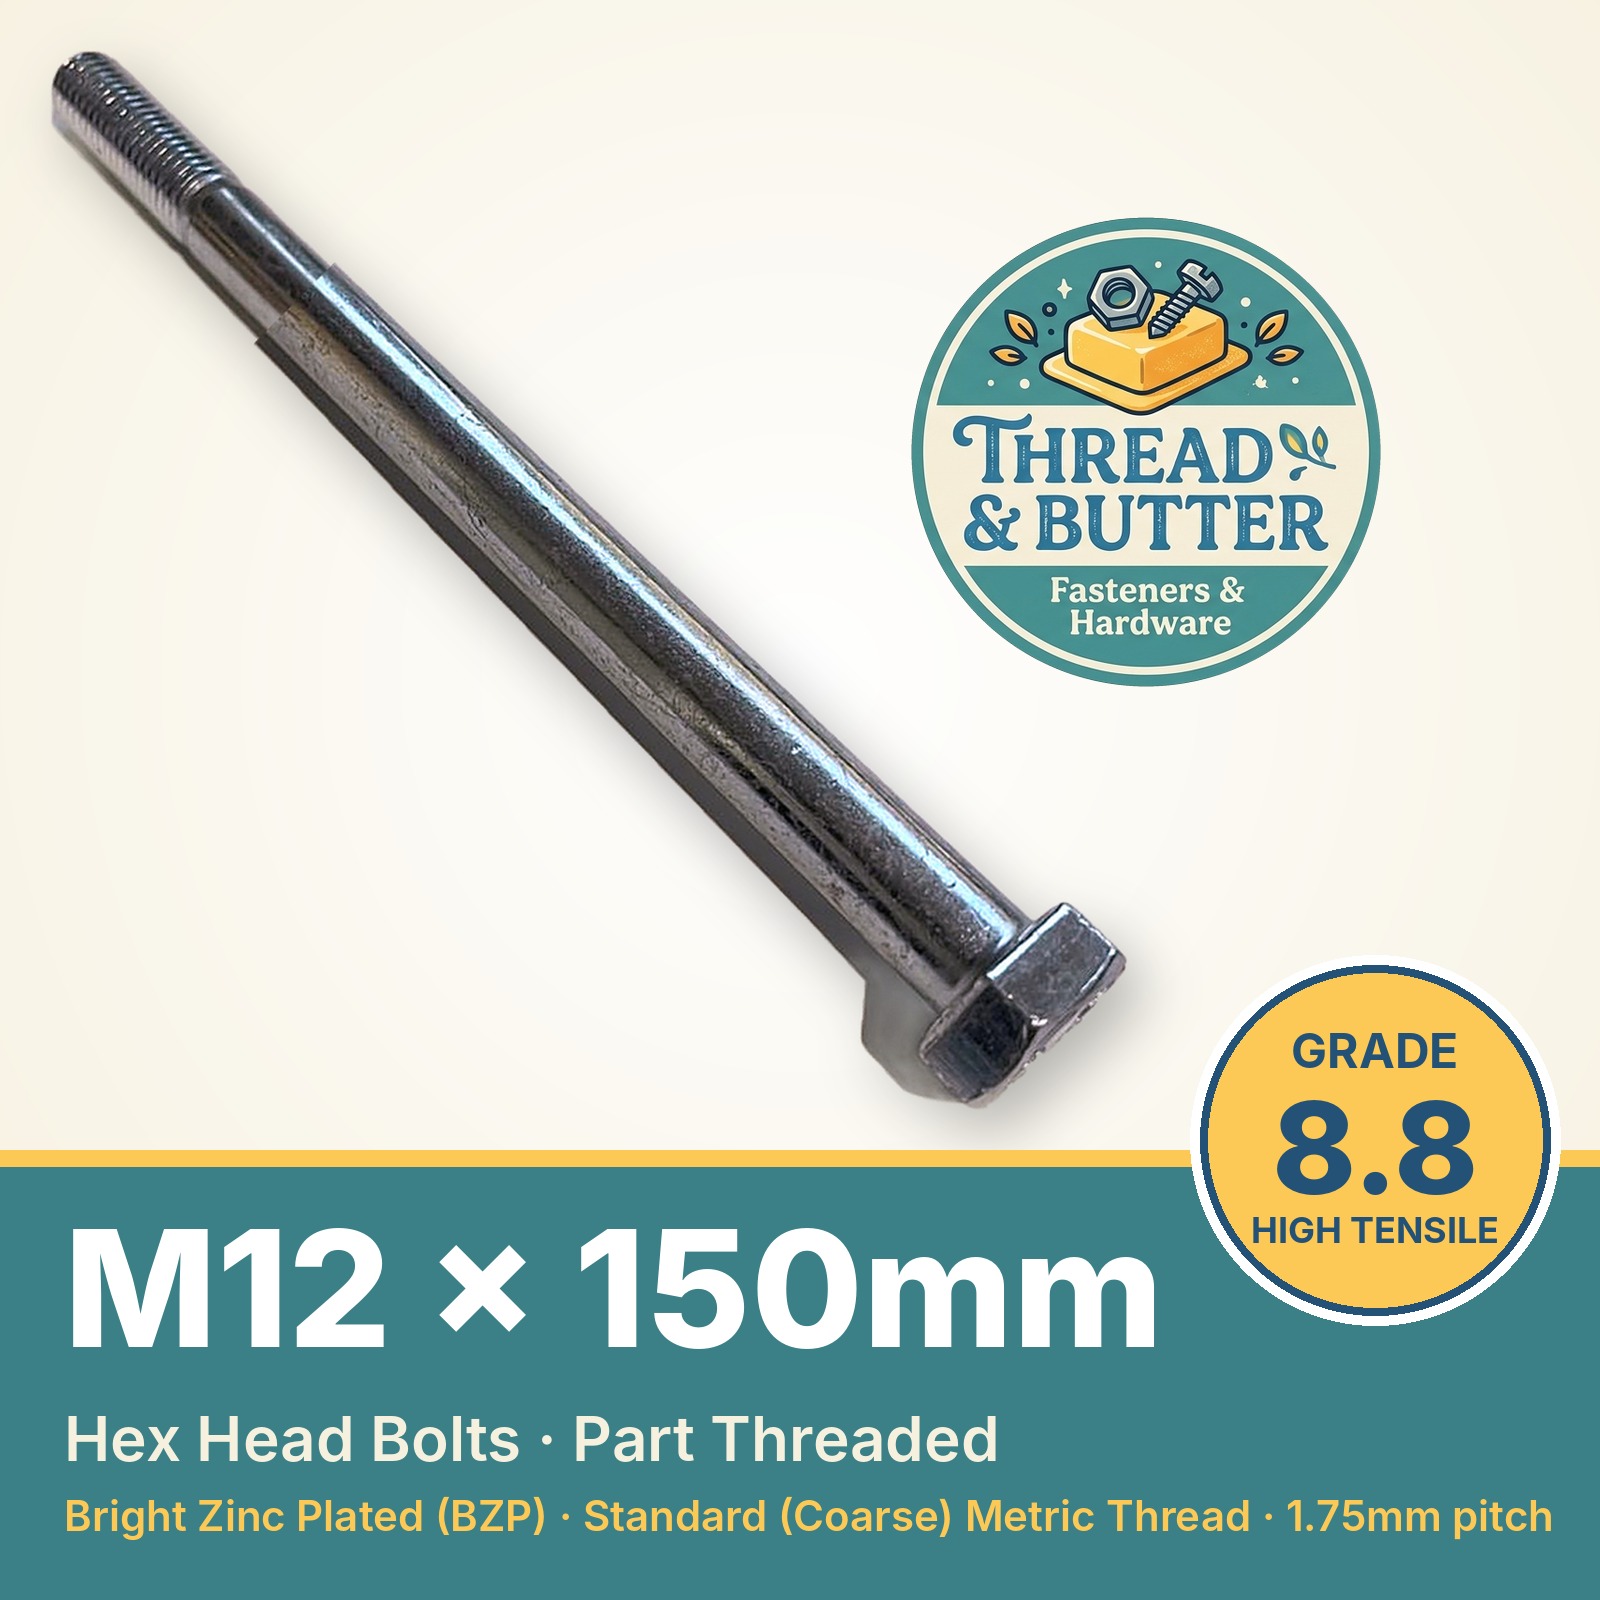 THREAD
& BUTTER
Fasteners &
Hardware
GRADE
8.8
HIGH TENSILE
M12 × 150mm
Hex Head Bolts · Part Threaded
Bright Zinc Plated (BZP) · Standard (Coarse) Metric Thread · 1.75mm pitch